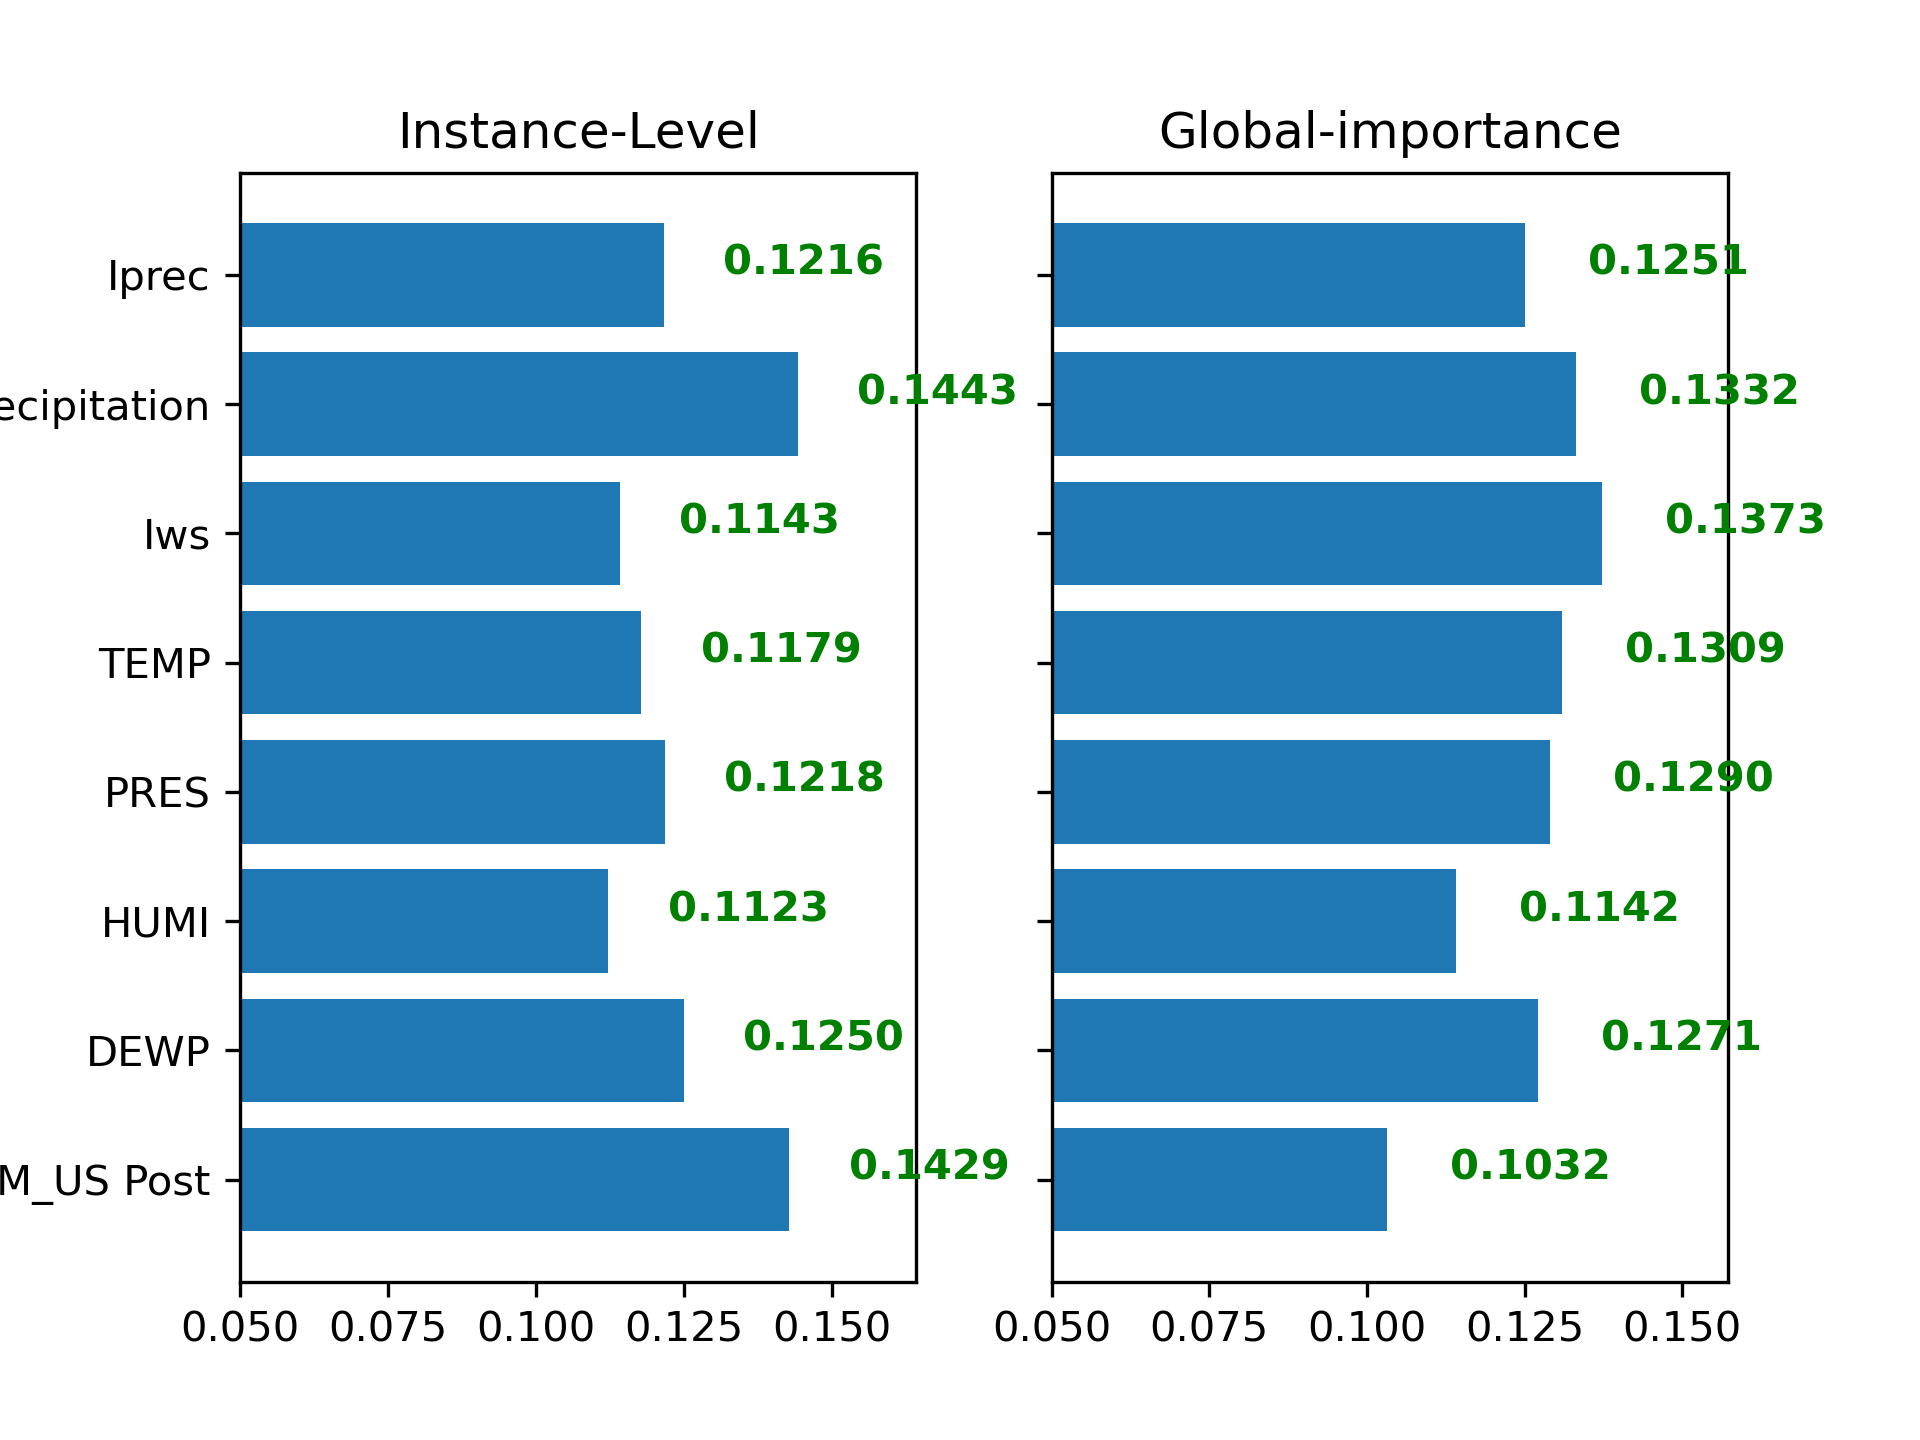 Instance-Level
Global-importance
Iprec 0.1216 0.1251
ecipitation 0.1443 0.1332
Iws 0.1143 0.1373
TEMP 0.1179 0.1309
PRES 0.1218 0.1290
HUMI 0.1123 0.1142
DEWP 0.1250 0.1271
M_US Post 0.1429 0.1032
0.050 0.075 0.100 0.125 0.150
0.050 0.075 0.100 0.125 0.150